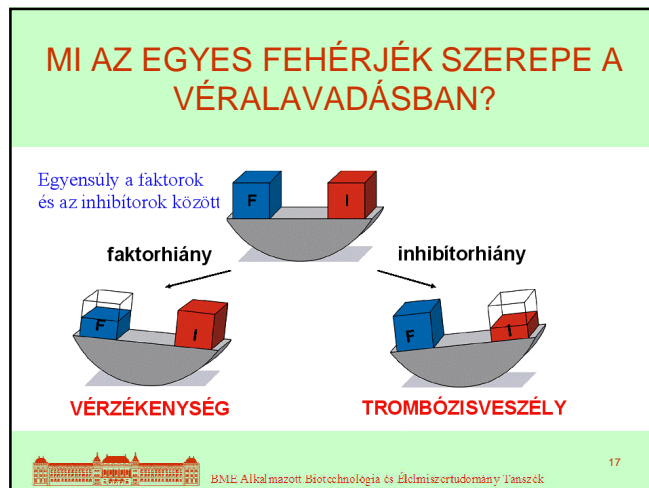 MI AZ EGYES FEHÉRJÉK SZEREPE A
VÉRALAVADÁSBAN?
Egyensúly a faktorok
és az inhibítorok között
F
I
faktorhiány
inhibítorhiány
F
I
F
I
VÉRZÉKENYSÉG
TROMBÓZISVESZÉLY
BME Alkalmazott Biotechnológia és Élelmiszertudomány Tanszék
17